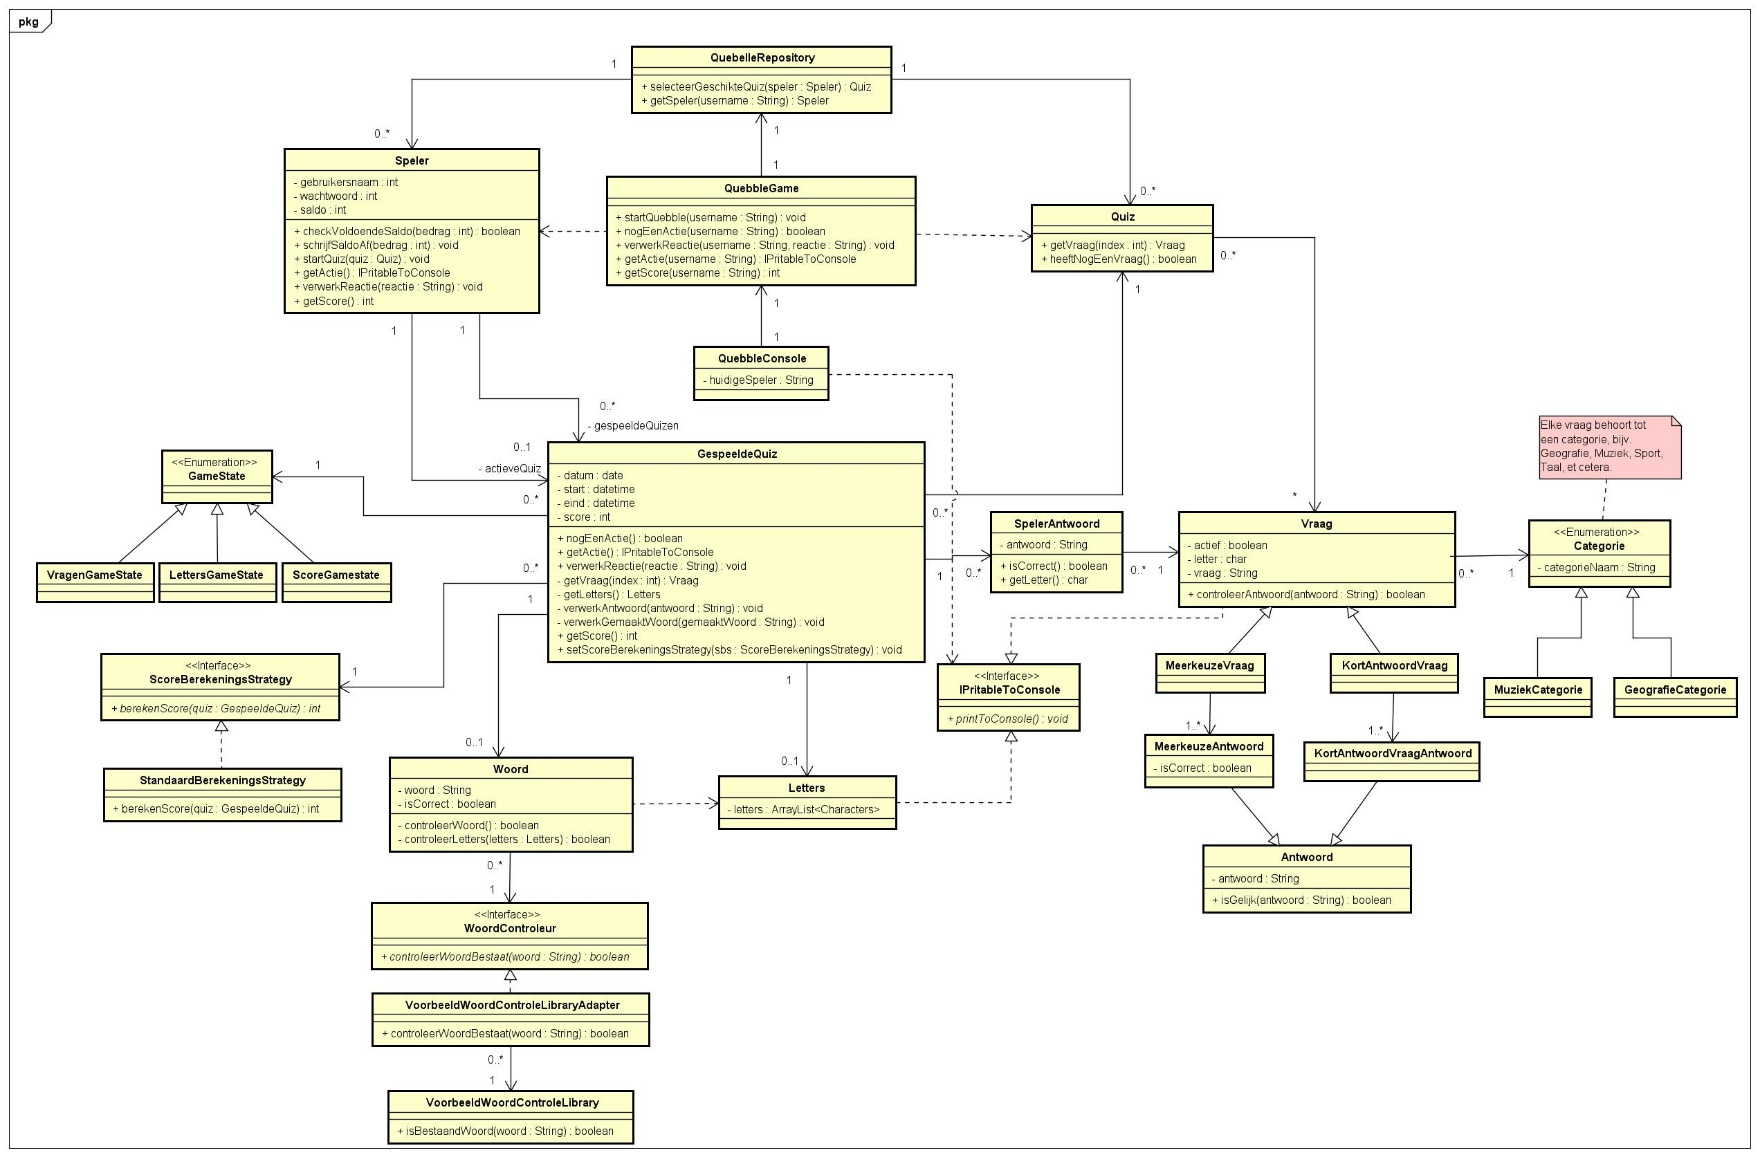 pkg
QuebelleRepository
+ selecteerGeschikteQuiz(speler : Speler) : Quiz
+ getSpeler(username : String) : Speler
1
1
0..*
0..*
1
1
Speler
- gebruikersnaam : int
- wachtwoord : int
- saldo : int
+ checkVoldoendeSaldo(bedrag : int) : boolean
+ schrijfSaldoAf(bedrag : int) : void
+ startQuiz(quiz : Quiz) : void
+ getActie() : IPritableToConsole
+ verwerkReactie(reactie : String) : void
+ getScore() : int
QuebbleGame
+ startQuebble(username : String) : void
+ nogEenActie(username : String) : boolean
+ verwerkReactie(username : String, reactie : String) : void
+ getActie(username : String) : IPritableToConsole
+ getScore(username : String) : int
Quiz
+ getVraag(index : int) : Vraag
+ heeftNogEenVraag() : boolean
0..*
1
1
1
1
1
QuebbleConsole
- huidigeSpeler : String
0..*
- gespeeldeQuizen
0..1
- actieveQuiz
Elke vraag behoort tot
een categorie, bijv.
Geografie, Muziek, Sport,
Taal, et cetera.
<<Enumeration>>
GameState
1
0..*
GespeeldeQuiz
- datum : date
- start : datetime
- eind : datetime
- score : int
+ nogEenActie() : boolean
+ getActie() : IPritableToConsole
+ verwerkReactie(reactie : String) : void
- getVraag(index : int) : Vraag
- getLetters() : Letters
- verwerkAntwoord(antwoord : String) : void
- verwerkGemaaktWoord(gemaaktWoord : String) : void
+ getScore() : int
+ setScoreBerekeningsStrategy(sbs : ScoreBerekeningsStrategy) : void
0..*
1
0..*
SpelerAntwoord
- antwoord : String
+ isCorrect() : boolean
+ getLetter() : char
0..*
1
*
Vraag
- actief : boolean
- letter : char
- vraag : String
+ controleerAntwoord(antwoord : String) : boolean
0..*
1
<<Enumeration>>
Categorie
- categorieNaam : String
VragenGameState
LettersGameState
ScoreGamestate
0..*
1
<<Interface>>
ScoreBerekeningsStrategy
+ berekenScore(quiz : GespeeldeQuiz) : int
1
StandaardBerekeningsStrategy
+ berekenScore(quiz : GespeeldeQuiz) : int
<<Interface>>
IPritableToConsole
+ printToConsole() : void
MeerkeuzeVraag
KortAntwoordVraag
MuziekCategorie
GeografieCategorie
1..*
1..*
MeerkeuzeAntwoord
- isCorrect : boolean
KortAntwoordVraagAntwoord
1
0..1
0..1
Woord
- woord : String
- isCorrect : boolean
- controleerWoord() : boolean
- controleerLetters(letters : Letters) : boolean
Letters
- letters : ArrayList<Characters>
Antwoord
- antwoord : String
+ isGelijk(antwoord : String) : boolean
0..*
1
<<Interface>>
WoordControleur
+ controleerWoordBestaat(woord : String) : boolean
VoorbeeldWoordControleLibraryAdapter
+ controleerWoordBestaat(woord : String) : boolean
0..*
1
VoorbeeldWoordControleLibrary
+ isBestaandWoord(woord : String) : boolean